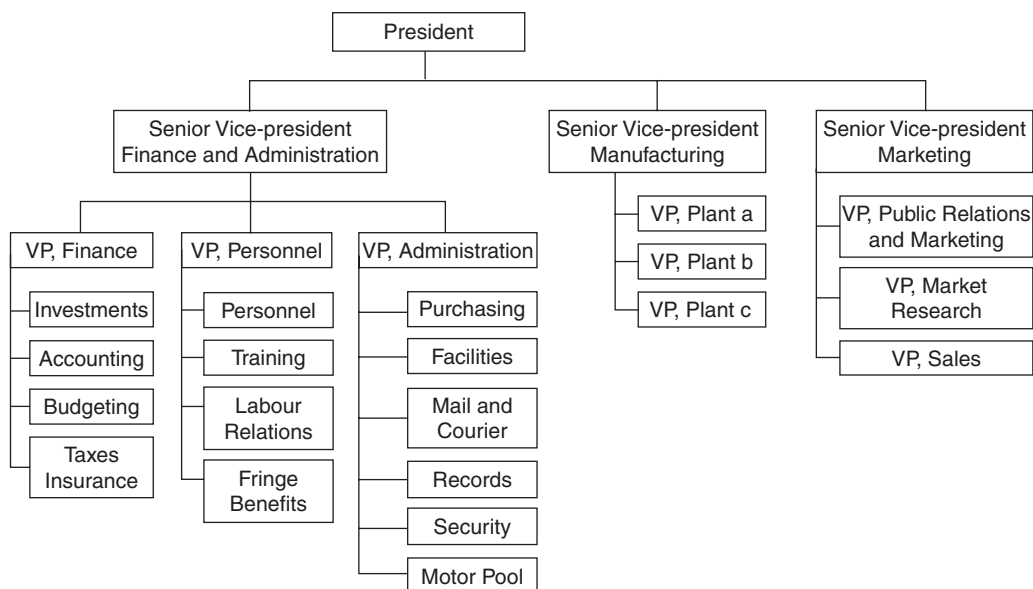 President
Senior Vice-president
Finance and Administration
Senior Vice-president
Manufacturing
Senior Vice-president
Marketing
VP, Finance
Investments
Accounting
Budgeting
Taxes
Insurance
VP, Personnel
Personnel
Training
Labour
Relations
Fringe
Benefits
VP, Administration
Purchasing
Facilities
Mail and
Courier
Records
Security
Motor Pool
VP, Plant a
VP, Plant b
VP, Plant c
VP, Public Relations
and Marketing
VP, Market
Research
VP, Sales